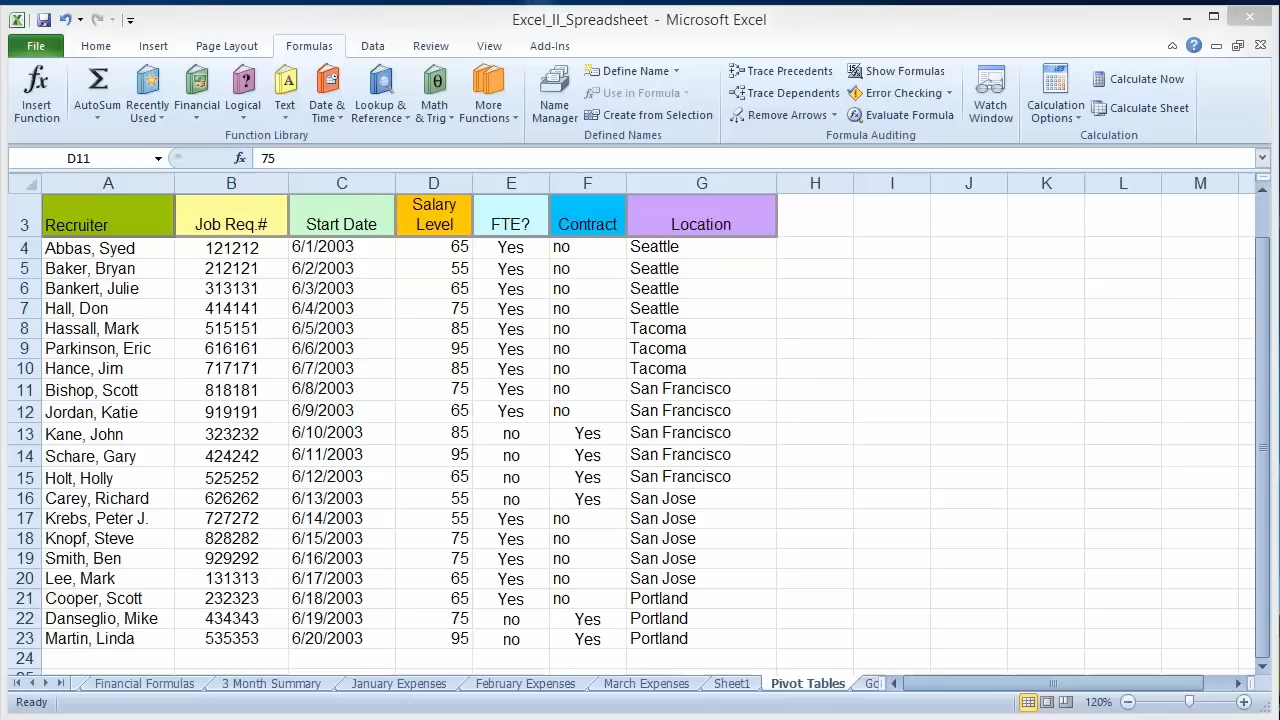 Excel_II_Spreadsheet - Microsoft Excel
File Home Insert Page Layout Formulas Data Review View Add-Ins
Insert Function
AutoSum
Recently Used
Financial
Logical
Text
Date & Time
Lookup & Reference
Math & Trig
More Functions
Function Library
Name Manager
Define Name
Use in Formula
Create from Selection
Defined Names
Trace Precedents
Trace Dependents
Remove Arrows
Show Formulas
Error Checking
Evaluate Formula
Formula Auditing
Watch Window
Calculation Options
Calculate Now
Calculate Sheet
Calculation
D11 fx 75
A B C D E F G H I J K L M
3 Recruiter Job Req.# Start Date Salary Level FTE? Contract Location
4 Abbas, Syed 121212 6/1/2003 65 Yes no Seattle
5 Baker, Bryan 212121 6/2/2003 55 Yes no Seattle
6 Bankert, Julie 313131 6/3/2003 65 Yes no Seattle
7 Hall, Don 414141 6/4/2003 75 Yes no Seattle
8 Hassall, Mark 515151 6/5/2003 85 Yes no Tacoma
9 Parkinson, Eric 616161 6/6/2003 95 Yes no Tacoma
10 Hance, Jim 717171 6/7/2003 85 Yes no Tacoma
11 Bishop, Scott 818181 6/8/2003 75 Yes no San Francisco
12 Jordan, Katie 919191 6/9/2003 65 Yes no San Francisco
13 Kane, John 323232 6/10/2003 85 no Yes San Francisco
14 Schare, Gary 424242 6/11/2003 95 no Yes San Francisco
15 Holt, Holly 525252 6/12/2003 65 no Yes San Francisco
16 Carey, Richard 626262 6/13/2003 55 no Yes San Jose
17 Krebs, Peter J. 727272 6/14/2003 55 Yes no San Jose
18 Knopf, Steve 828282 6/15/2003 75 Yes no San Jose
19 Smith, Ben 929292 6/16/2003 75 Yes no San Jose
20 Lee, Mark 131313 6/17/2003 65 Yes no San Jose
21 Cooper, Scott 232323 6/18/2003 65 Yes no Portland
22 Danseglio, Mike 434343 6/19/2003 75 no Yes Portland
23 Martin, Linda 535353 6/20/2003 95 no Yes Portland
24
Financial Formulas 3 Month Summary January Expenses February Expenses March Expenses Sheet1 Pivot Tables
Ready 120%